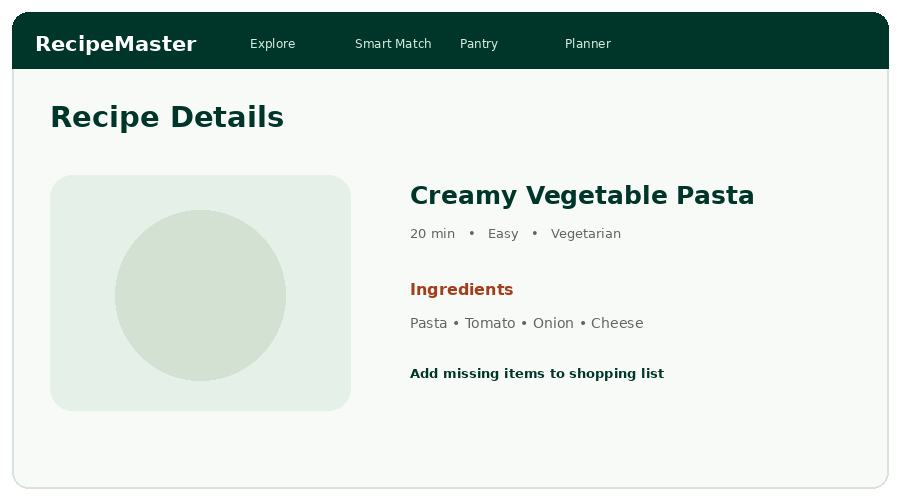 RecipeMaster Explore Smart Match Pantry Planner
Recipe Details
Creamy Vegetable Pasta
20 min • Easy • Vegetarian
Ingredients
Pasta • Tomato • Onion • Cheese
Add missing items to shopping list